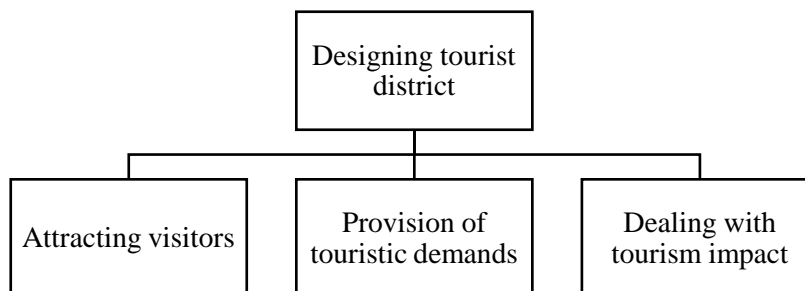 Designing tourist
district
Attracting visitors
Provision of
touristic demands
Dealing with
tourism impact